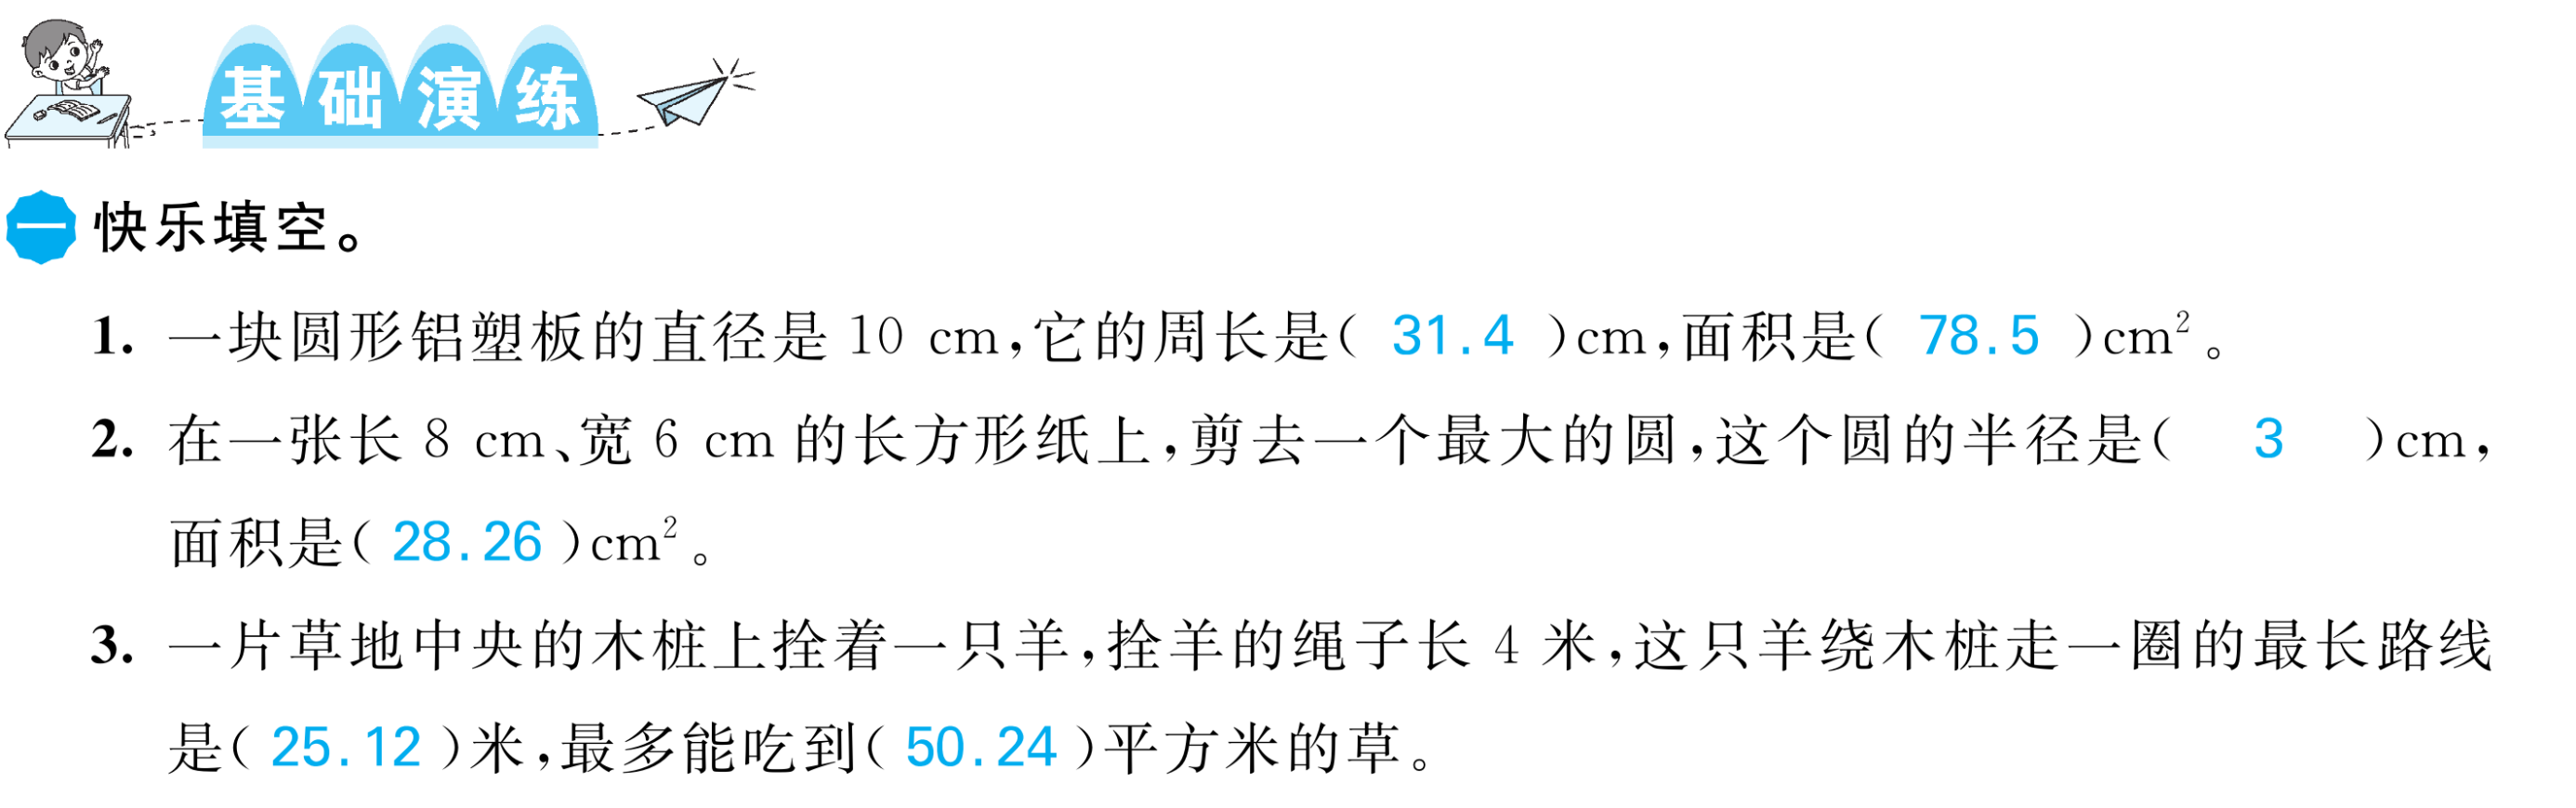 基础演练
一 快乐填空。
1. 一块圆形铝塑板的直径是 10 cm,它的周长是( 31.4 )cm,面积是( 78.5 )cm²。
2. 在一张长 8 cm、宽 6 cm 的长方形纸上,剪去一个最大的圆,这个圆的半径是( 3 )cm,
面积是( 28.26 )cm²。
3. 一片草地中央的木桩上拴着一只羊,拴羊的绳子长 4 米,这只羊绕木桩走一圈的最长路线
是( 25.12 )米,最多能吃到( 50.24 )平方米的草。